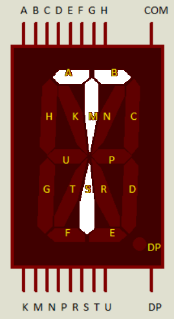 A B C D E F G H COM
A B
H K M N C
U P
G T S R D
F E
DP
K M N P R S T U DP